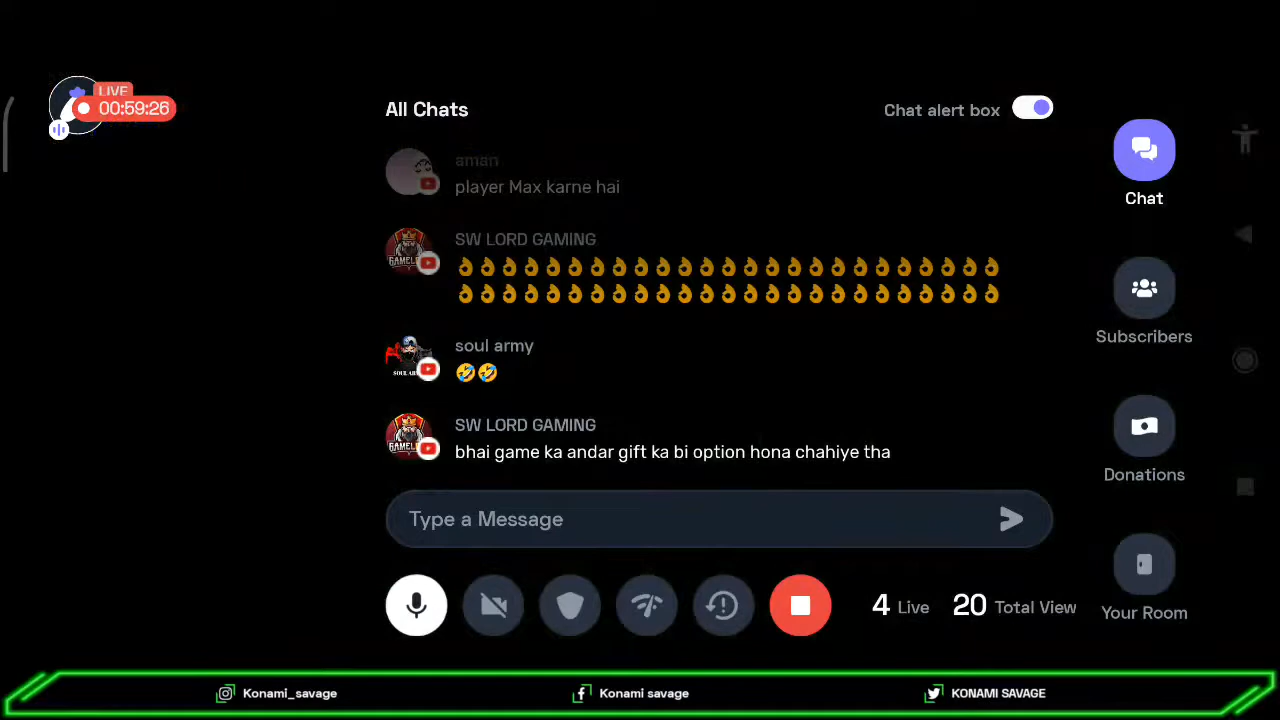 LIVE
00:59:26
All Chats
Chat alert box
aman
player Max karne hai
SW LORD GAMING
👌👌👌👌👌👌👌👌👌👌👌👌👌👌👌👌👌👌👌👌👌👌👌👌👌
👌👌👌👌👌👌👌👌👌👌👌👌👌👌👌👌👌👌👌👌👌👌👌👌👌
soul army
🤣🤣
SW LORD GAMING
bhai game ka andar gift ka bi option hona chahiye tha
Type a Message
4 Live 20 Total View
Chat
Subscribers
Donations
Your Room
Konami_savage
Konami savage
KONAMI SAVAGE